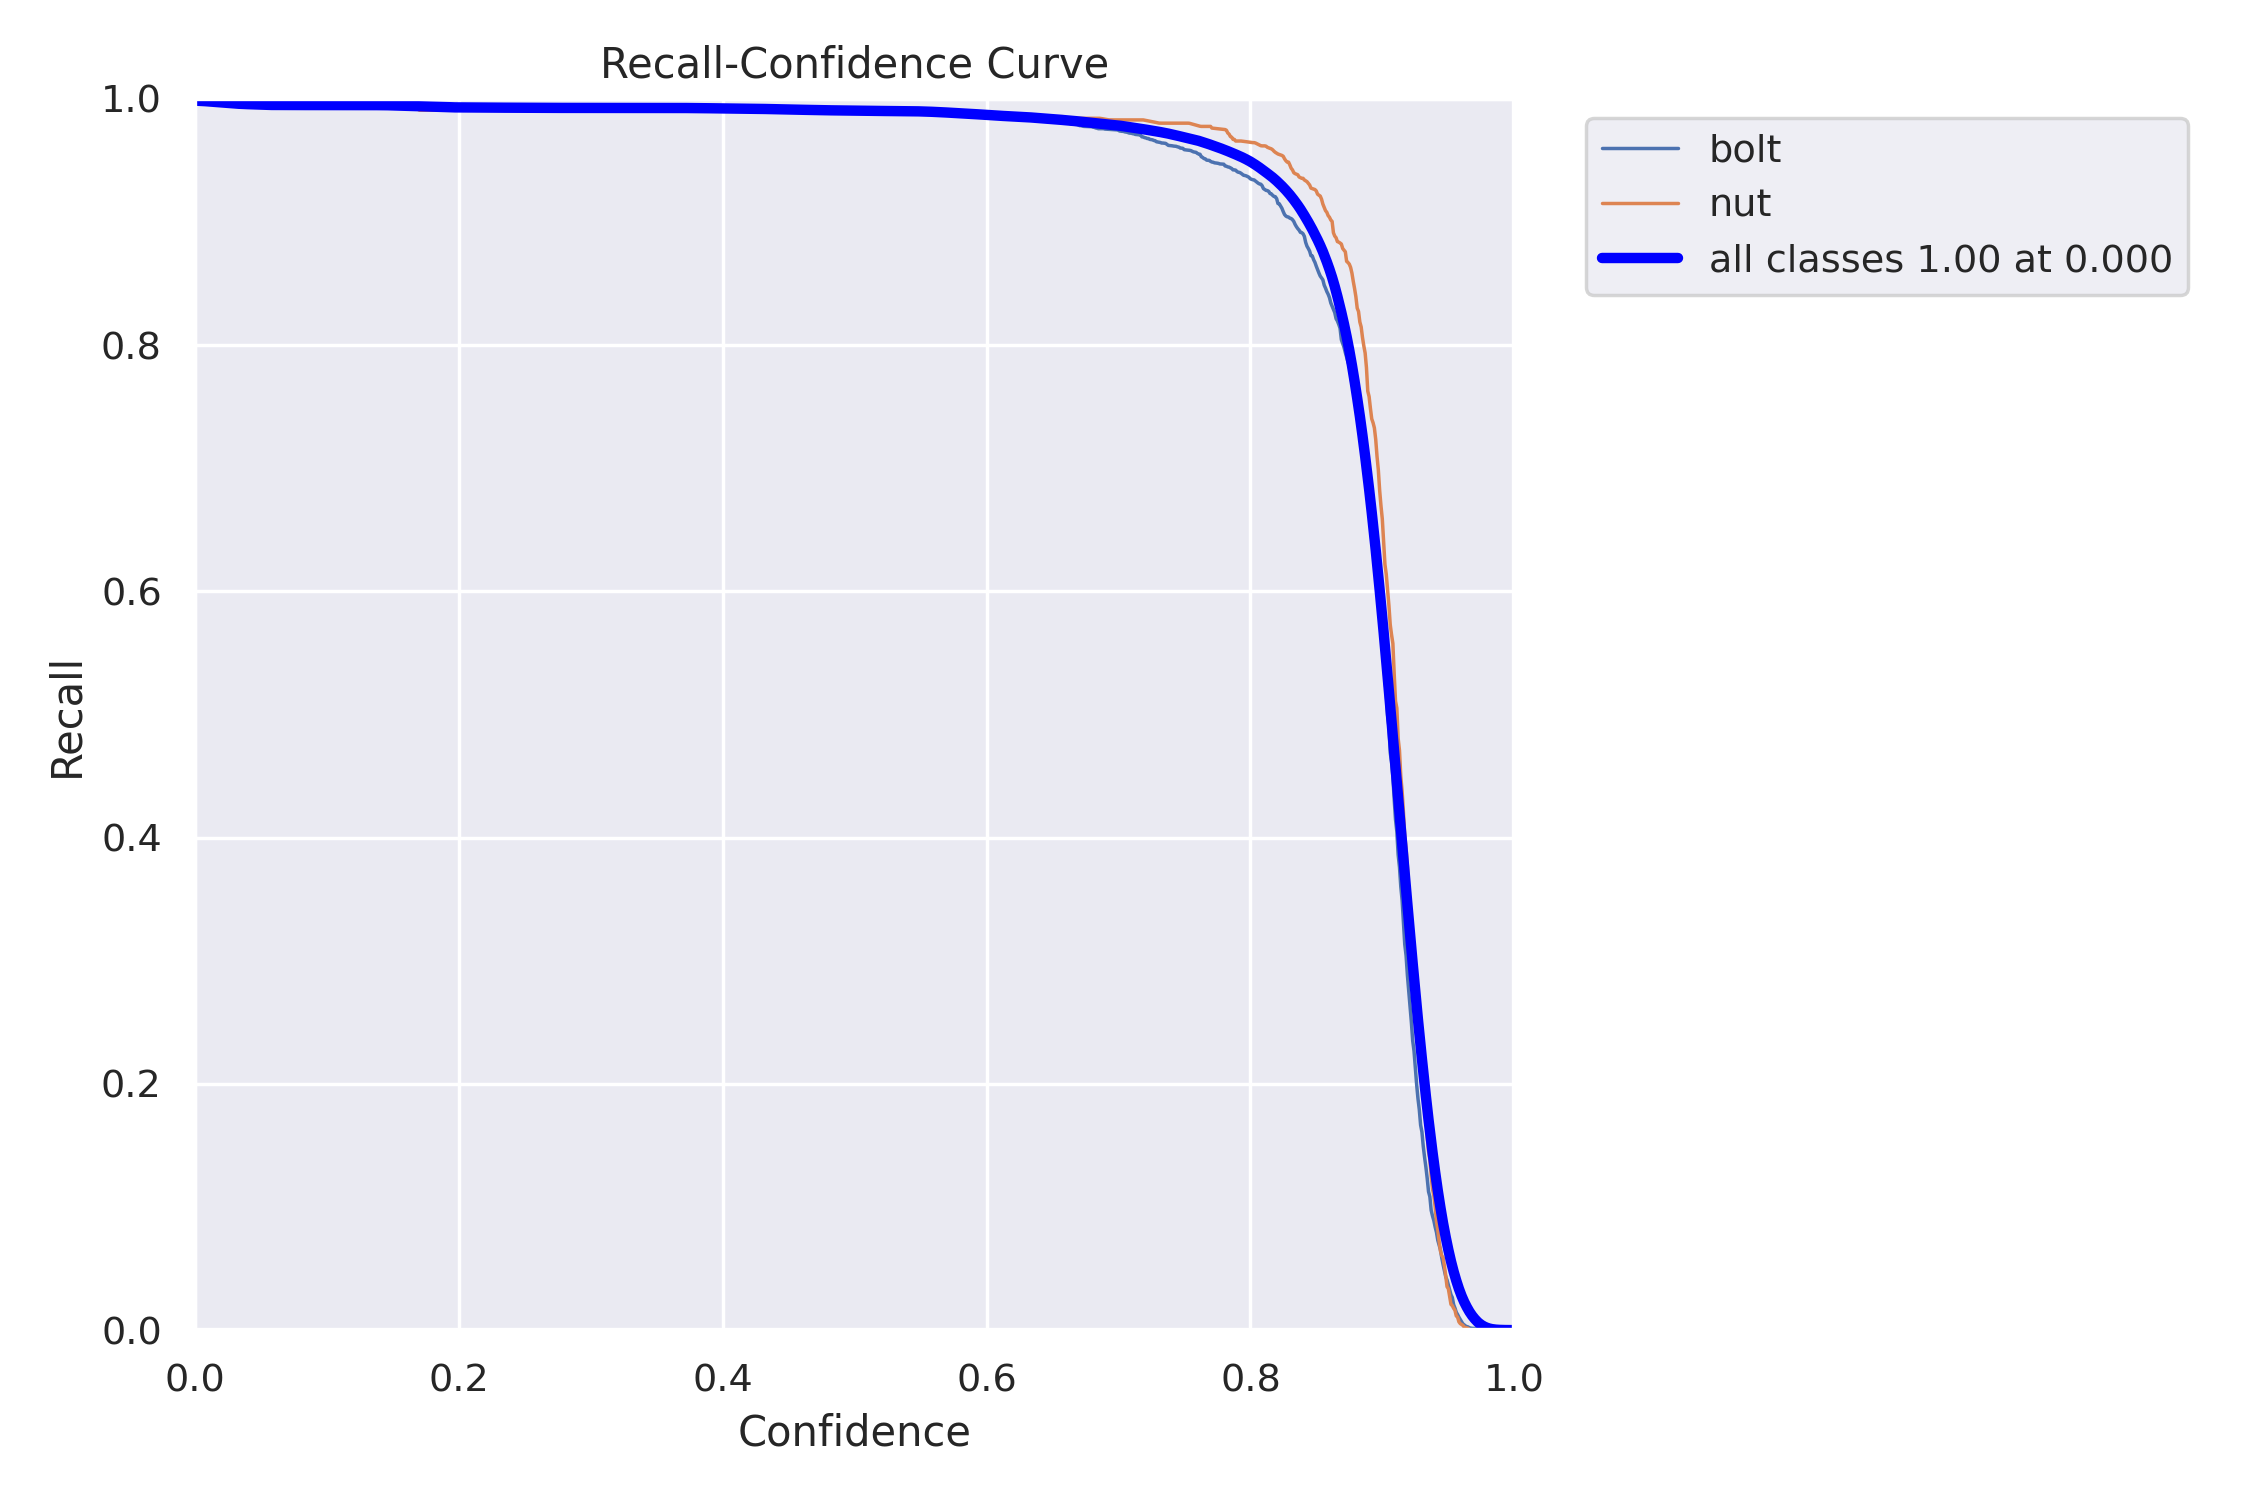 Recall-Confidence Curve
1.0
0.8
0.6
0.4
0.2
0.0
Recall
0.0 0.2 0.4 0.6 0.8 1.0
Confidence
bolt
nut
all classes 1.00 at 0.000